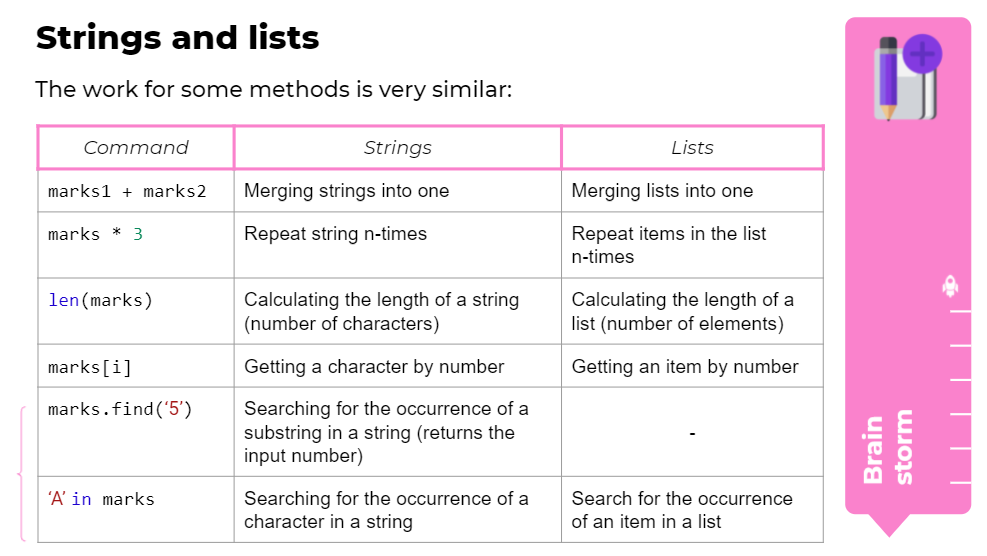 Strings and lists
The work for some methods is very similar:
Command Strings Lists
marks1 + marks2 Merging strings into one Merging lists into one
marks * 3 Repeat string n-times Repeat items in the list
n-times
len(marks) Calculating the length of a string
(number of characters) Calculating the length of a
list (number of elements)
marks[i] Getting a character by number Getting an item by number
marks.find(‘5’) Searching for the occurrence of a
substring in a string (returns the
input number) -
‘A’ in marks Searching for the occurrence of a
character in a string Search for the occurrence
of an item in a list
Brain
storm